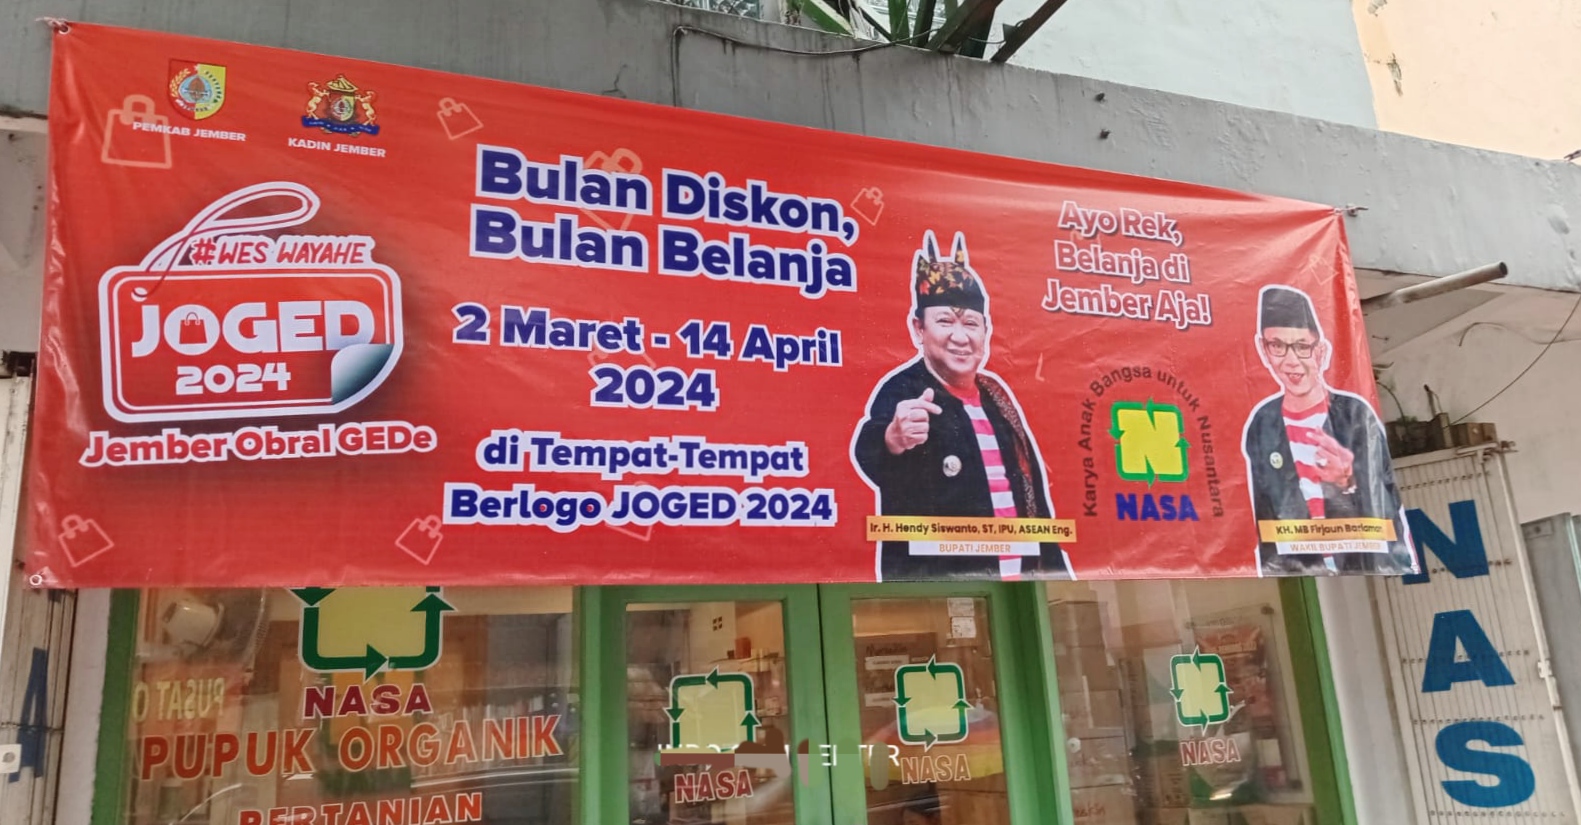 PEMKAB JEMBER
KADIN JEMBER
#WES WAYAHE
JOGED
2024
Jember Obral GEDe
Bulan Diskon,
Bulan Belanja
2 Maret - 14 April
2024
di Tempat-Tempat
Berlogo JOGED 2024
Ayo Rek,
Belanja di
Jember Aja!
Karya Anak Bangsa untuk Nusantara
N
NASA
Ir. H. Hendy Siswanto, ST, IPU, ASEAN Eng.
BUPATI JEMBER
KH. MB Firjaun Barlaman
WAKIL BUPATI JEMBER
NASA
PUPUK ORGANIK
PERTANIAN
NASA
NASA
NASA
NAS